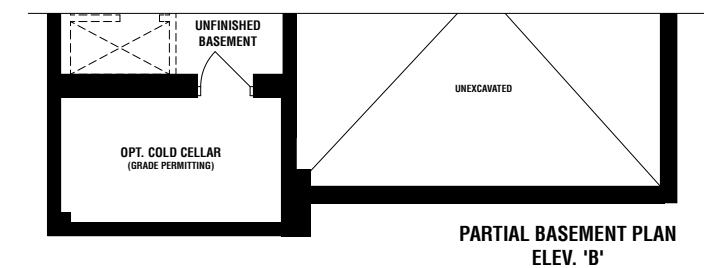 UNFINISHED
BASEMENT
UNEXCAVATED
OPT. COLD CELLAR
(GRADE PERMITTING)
PARTIAL BASEMENT PLAN
ELEV. 'B'